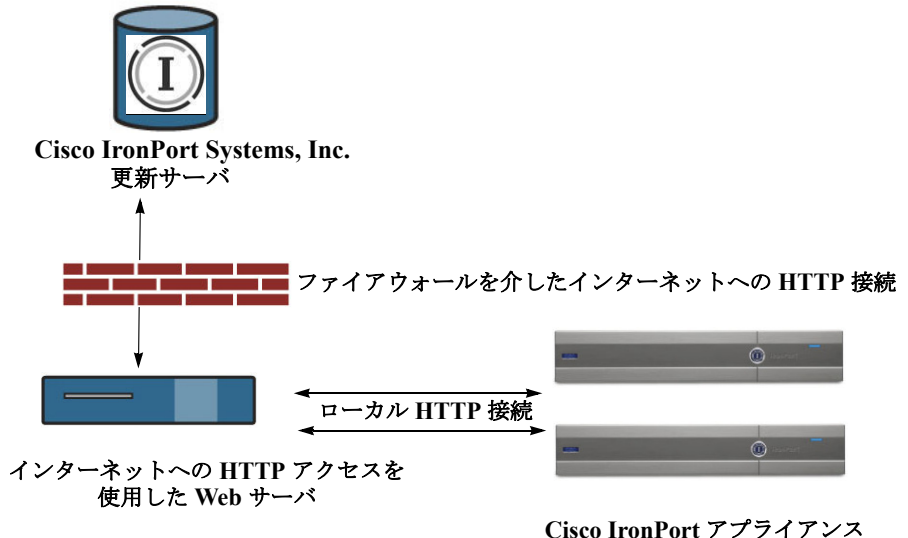 I
Cisco IronPort Systems, Inc.
更新サーバ
ファイアウォールを介したインターネットへの HTTP 接続
ローカル HTTP 接続
インターネットへの HTTP アクセスを
使用した Web サーバ
Cisco IronPort アプライアンス